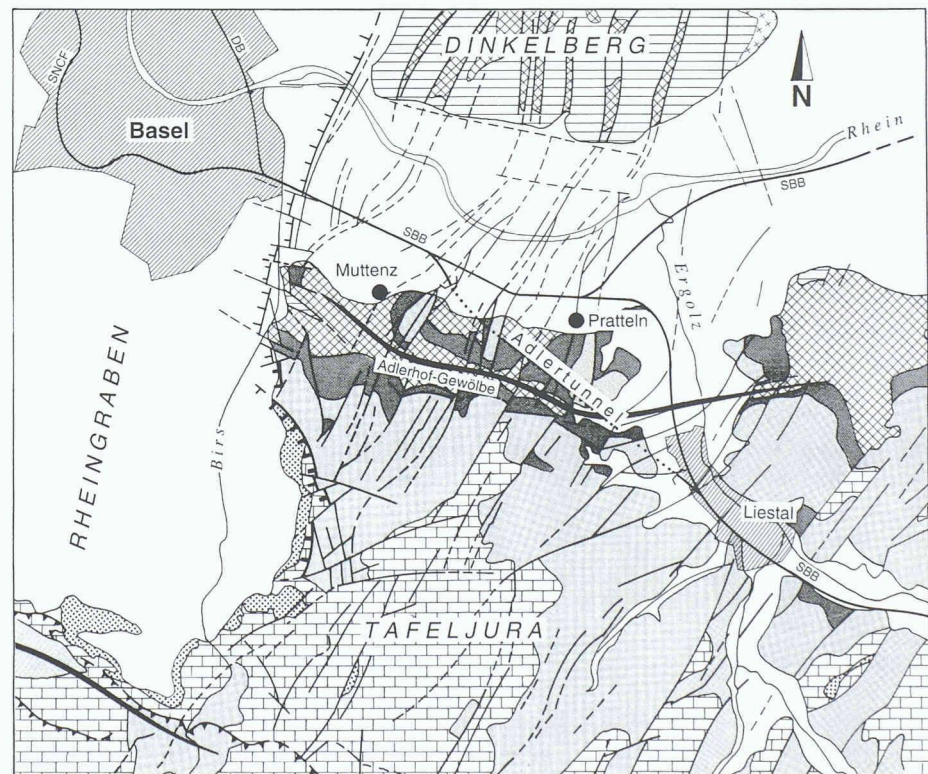 DINKELBERG
SNCF
DB
Basel
N
Rhein
SBB
SBB
Muttenz
Ergolz
Pratteln
Adlertunnel
Adlerhof-Gewölbe
RHEINGRABEN
Birs
Liestal
SBB
TAFELJURA